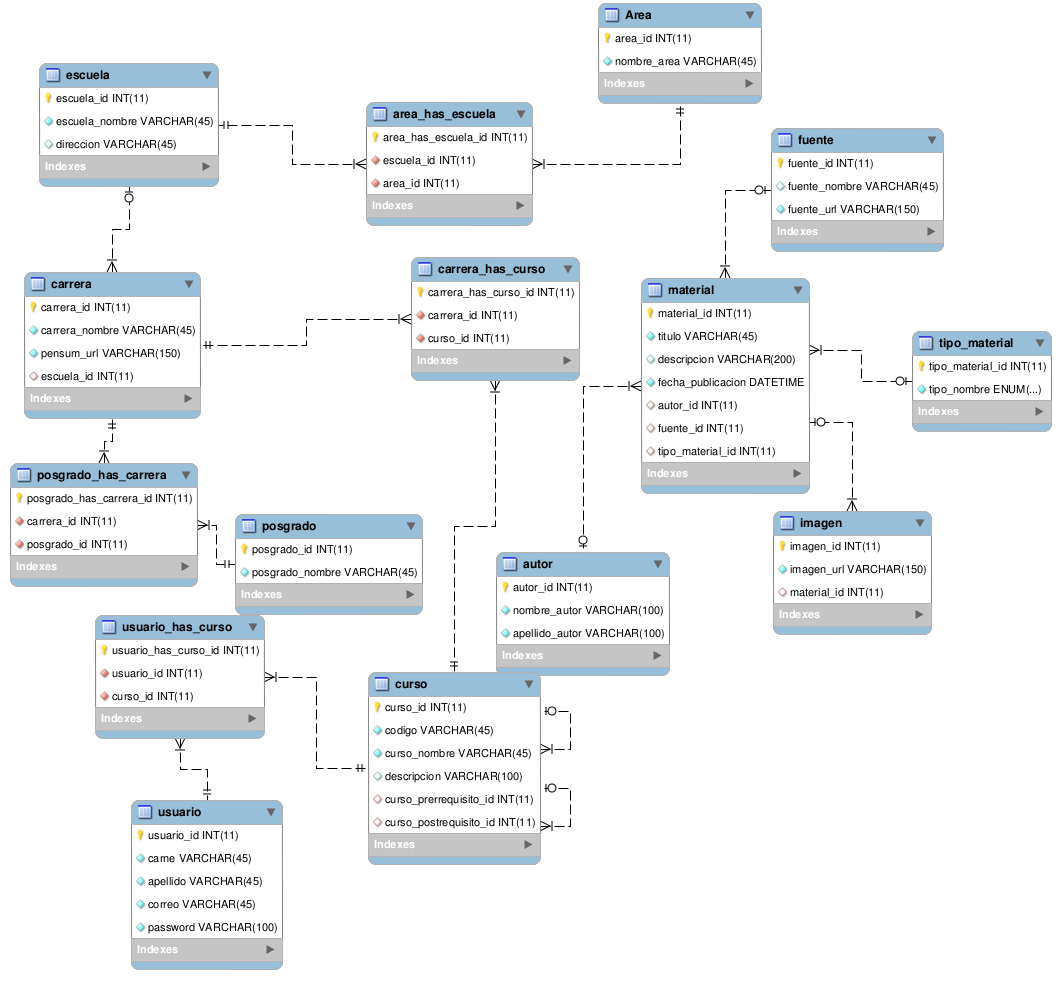 Area
area_id INT(11)
nombre_area VARCHAR(45)
Indexes
escuela
escuela_id INT(11)
escuela_nombre VARCHAR(45)
direccion VARCHAR(45)
Indexes
area_has_escuela
area_has_escuela_id INT(11)
escuela_id INT(11)
area_id INT(11)
Indexes
fuente
fuente_id INT(11)
fuente_nombre VARCHAR(45)
fuente_url VARCHAR(150)
Indexes
carrera
carrera_id INT(11)
carrera_nombre VARCHAR(45)
pensum_url VARCHAR(150)
escuela_id INT(11)
Indexes
carrera_has_curso
carrera_has_curso_id INT(11)
carrera_id INT(11)
curso_id INT(11)
Indexes
material
material_id INT(11)
titulo VARCHAR(45)
descripcion VARCHAR(200)
fecha_publicacion DATETIME
autor_id INT(11)
fuente_id INT(11)
tipo_material_id INT(11)
Indexes
tipo_material
tipo_material_id INT(11)
tipo_nombre ENUM(...)
Indexes
posgrado_has_carrera
posgrado_has_carrera_id INT(11)
carrera_id INT(11)
posgrado_id INT(11)
Indexes
posgrado
posgrado_id INT(11)
posgrado_nombre VARCHAR(45)
Indexes
imagen
imagen_id INT(11)
imagen_url VARCHAR(150)
material_id INT(11)
Indexes
autor
autor_id INT(11)
nombre_autor VARCHAR(100)
apellido_autor VARCHAR(100)
Indexes
usuario_has_curso
usuario_has_curso_id INT(11)
usuario_id INT(11)
curso_id INT(11)
Indexes
curso
curso_id INT(11)
codigo VARCHAR(45)
curso_nombre VARCHAR(45)
descripcion VARCHAR(100)
curso_prerrequisito_id INT(11)
curso_postrequisito_id INT(11)
Indexes
usuario
usuario_id INT(11)
carne VARCHAR(45)
apellido VARCHAR(45)
correo VARCHAR(45)
password VARCHAR(100)
Indexes